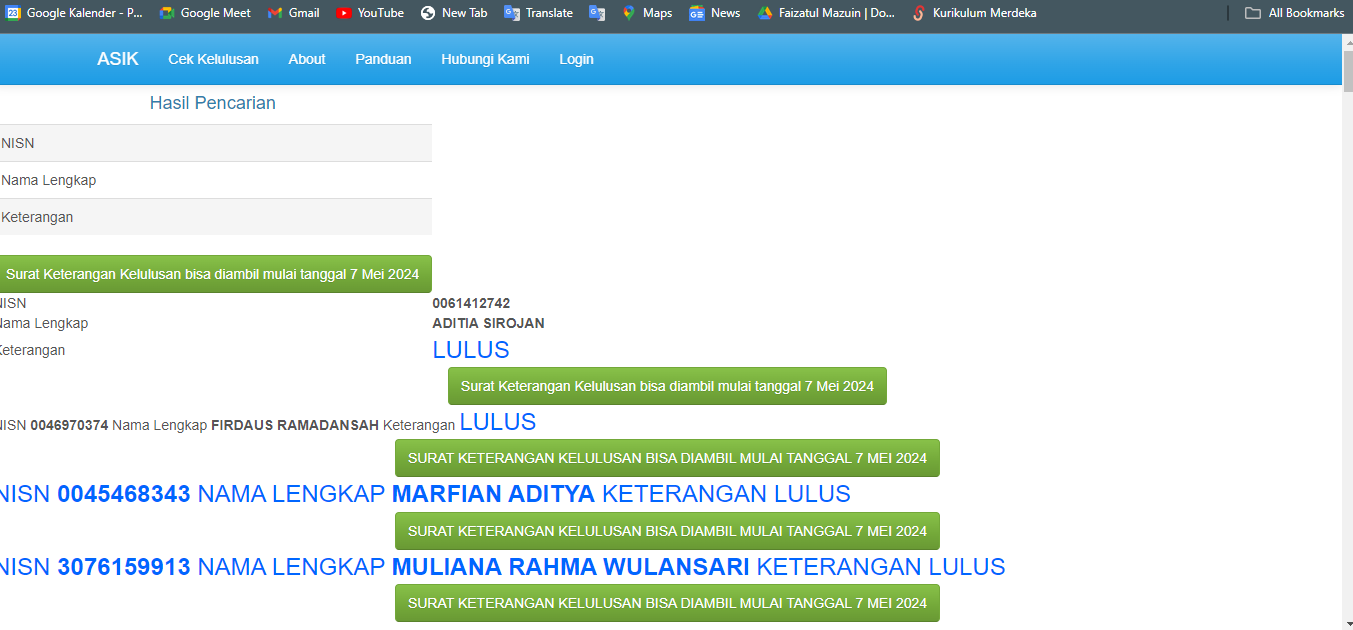 Google Kalender - P... Google Meet Gmail YouTube New Tab Translate Maps News Faizatul Mazuin | Do... Kurikulum Merdeka All Bookmarks
ASIK Cek Kelulusan About Panduan Hubungi Kami Login
Hasil Pencarian
NISN
Nama Lengkap
Keterangan
Surat Keterangan Kelulusan bisa diambil mulai tanggal 7 Mei 2024
NISN 0061412742
Nama Lengkap ADITIA SIROJAN
Keterangan LULUS
Surat Keterangan Kelulusan bisa diambil mulai tanggal 7 Mei 2024
NISN 0046970374 Nama Lengkap FIRDAUS RAMADANSAH Keterangan LULUS
SURAT KETERANGAN KELULUSAN BISA DIAMBIL MULAI TANGGAL 7 MEI 2024
NISN 0045468343 NAMA LENGKAP MARFIAN ADITYA KETERANGAN LULUS
SURAT KETERANGAN KELULUSAN BISA DIAMBIL MULAI TANGGAL 7 MEI 2024
NISN 3076159913 NAMA LENGKAP MULIANA RAHMA WULANSARI KETERANGAN LULUS
SURAT KETERANGAN KELULUSAN BISA DIAMBIL MULAI TANGGAL 7 MEI 2024